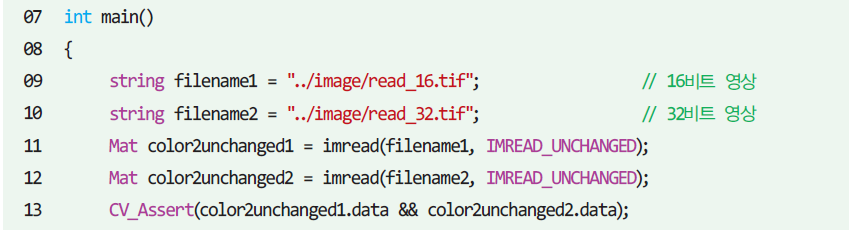 07 int main()
08 {
09 string filename1 = "../image/read_16.tif"; // 16비트 영상
10 string filename2 = "../image/read_32.tif"; // 32비트 영상
11 Mat color2unchanged1 = imread(filename1, IMREAD_UNCHANGED);
12 Mat color2unchanged2 = imread(filename2, IMREAD_UNCHANGED);
13 CV_Assert(color2unchanged1.data && color2unchanged2.data);